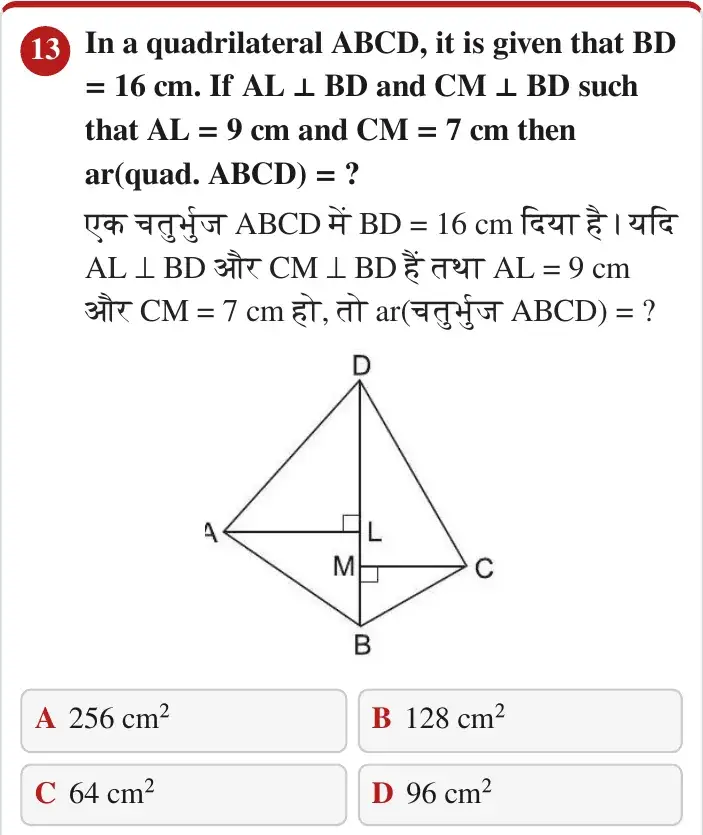 13 In a quadrilateral ABCD, it is given that BD
= 16 cm. If AL ⊥ BD and CM ⊥ BD such
that AL = 9 cm and CM = 7 cm then
ar(quad. ABCD) = ?
एक चतुर्भुज ABCD में BD = 16 cm दिया है। यदि
AL ⊥ BD और CM ⊥ BD हैं तथा AL = 9 cm
और CM = 7 cm हो, तो ar(चतुर्भुज ABCD) = ?
D
A
L
M
C
B
A 256 cm²
B 128 cm²
C 64 cm²
D 96 cm²